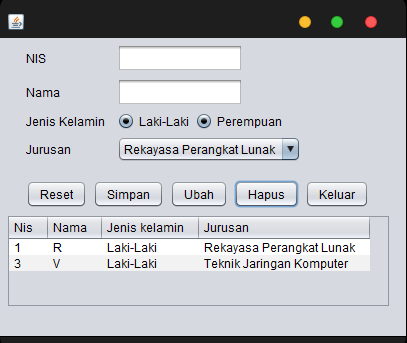 NIS
Nama
Jenis Kelamin Laki-Laki Perempuan
Jurusan Rekayasa Perangkat Lunak
Reset Simpan Ubah Hapus Keluar
Nis Nama Jenis kelamin Jurusan
1 R Laki-Laki Rekayasa Perangkat Lunak
3 V Laki-Laki Teknik Jaringan Komputer